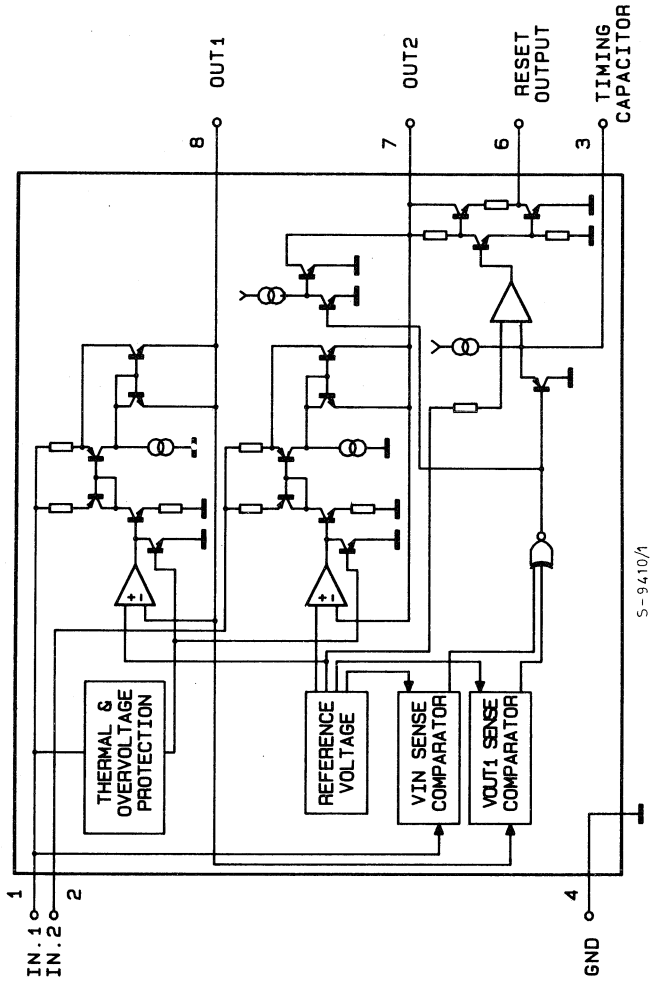 IN.1
1
IN.2
2
THERMAL &
OVERVOLTAGE
PROTECTION
+
-
8
OUT1
REFERENCE
VOLTAGE
+
-
7
OUT2
VIN SENSE
COMPARATOR
VOUT1 SENSE
COMPARATOR
6
RESET
OUTPUT
3
TIMING
CAPACITOR
GND
4
S-9410/1